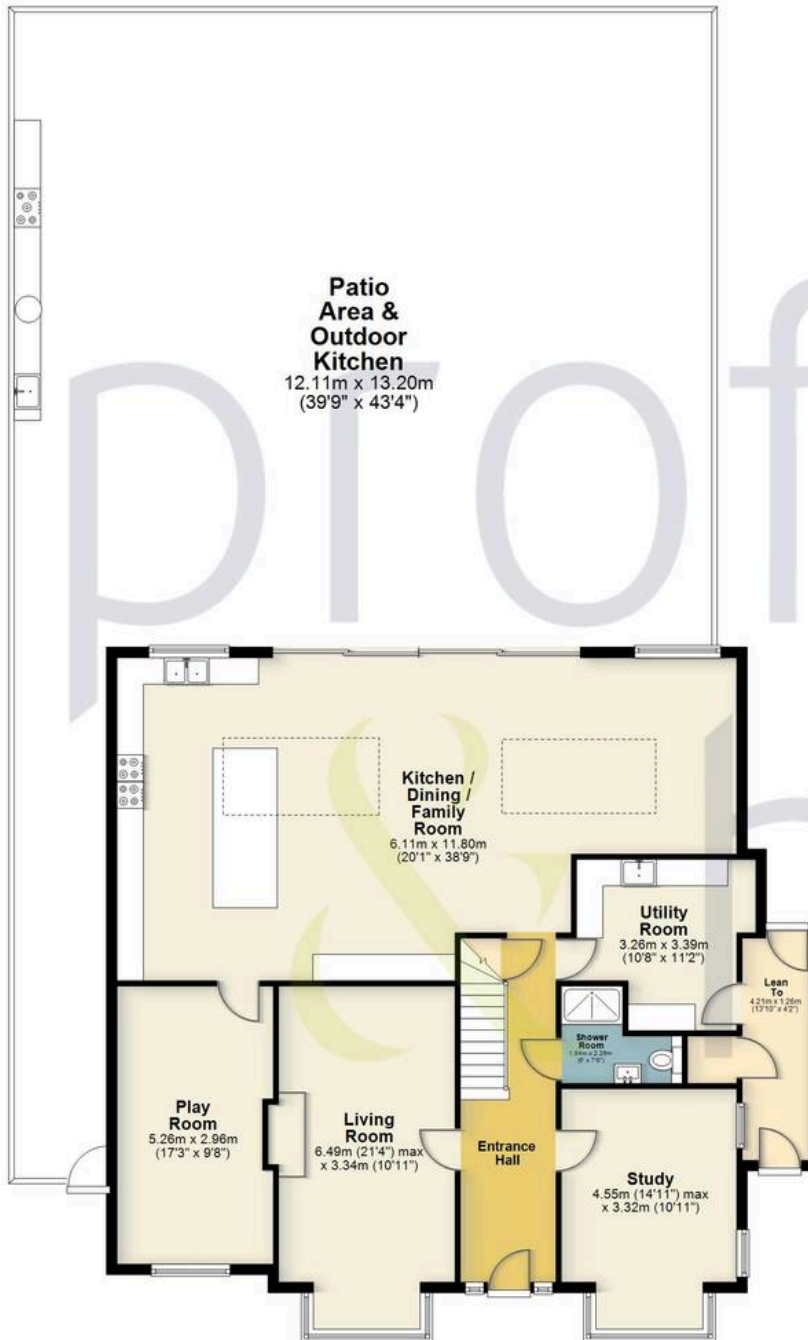 Patio
Area &
Outdoor
Kitchen
12.11m x 13.20m
(39'9" x 43'4")
prof
& h
Kitchen /
Dining /
Family
Room
6.11m x 11.80m
(20'1" x 38'9")
Utility
Room
3.26m x 3.39m
(10'8" x 11'2")
Lean
To
4.21m x 1.26m
(13'10" x 4'2")
Shower
Room
Play
Room
5.26m x 2.96m
(17'3" x 9'8")
Living
Room
6.49m (21'4") max
x 3.34m (10'11")
Entrance
Hall
Study
4.55m (14'11") max
x 3.32m (10'11")